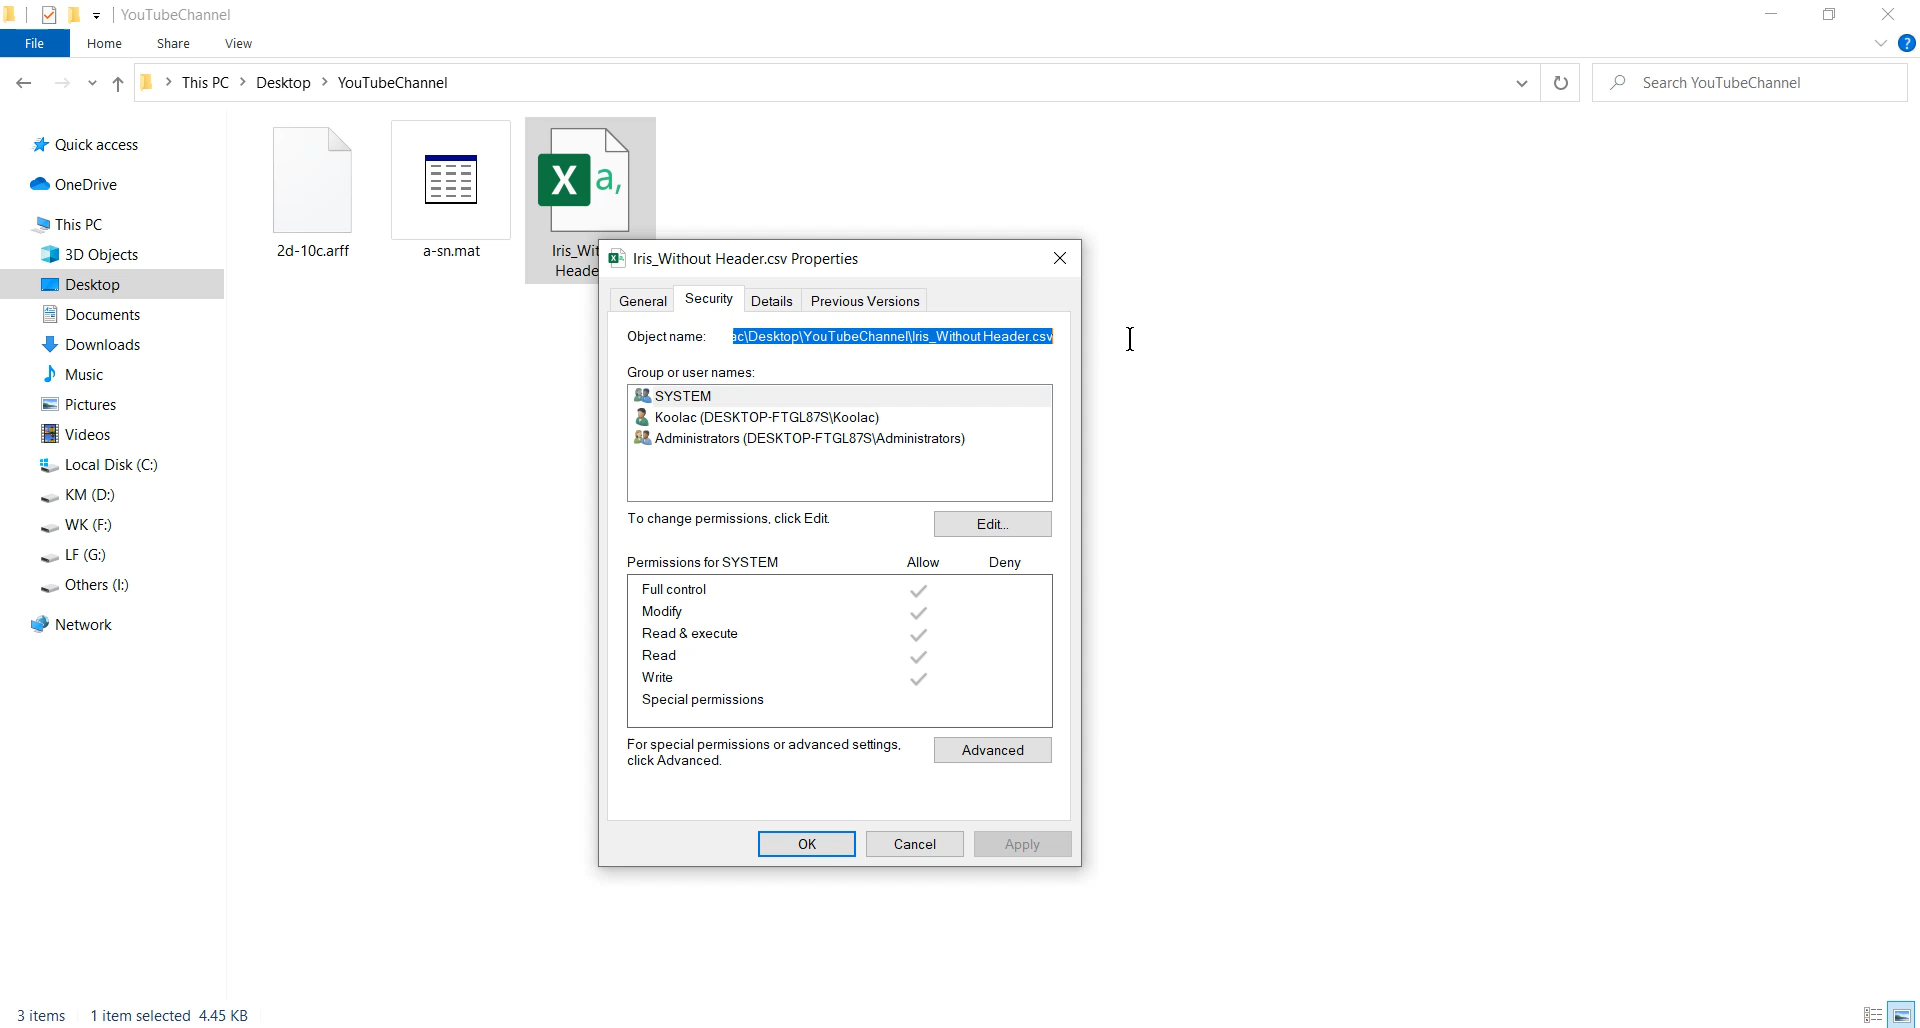 YouTubeChannel
File Home Share View
?
This PC > Desktop > YouTubeChannel
Search YouTubeChannel
Quick access
OneDrive
This PC
3D Objects
Desktop
Documents
Downloads
Music
Pictures
Videos
Local Disk (C:)
KM (D:)
WK (F:)
LF (G:)
Others (I:)
Network
2d-10c.arff
a-sn.mat
X a,
Iris_Wit
Heade
Iris_Without Header.csv Properties
General Security Details Previous Versions
Object name: ac\Desktop\YouTubeChannel\Iris_Without Header.csv
Group or user names:
SYSTEM
Koolac (DESKTOP-FTGL87S\Koolac)
Administrators (DESKTOP-FTGL87S\Administrators)
To change permissions, click Edit. Edit...
Permissions for SYSTEM Allow Deny
Full control
Modify
Read & execute
Read
Write
Special permissions
For special permissions or advanced settings, click Advanced. Advanced
OK Cancel Apply
3 items 1 item selected 4.45 KB